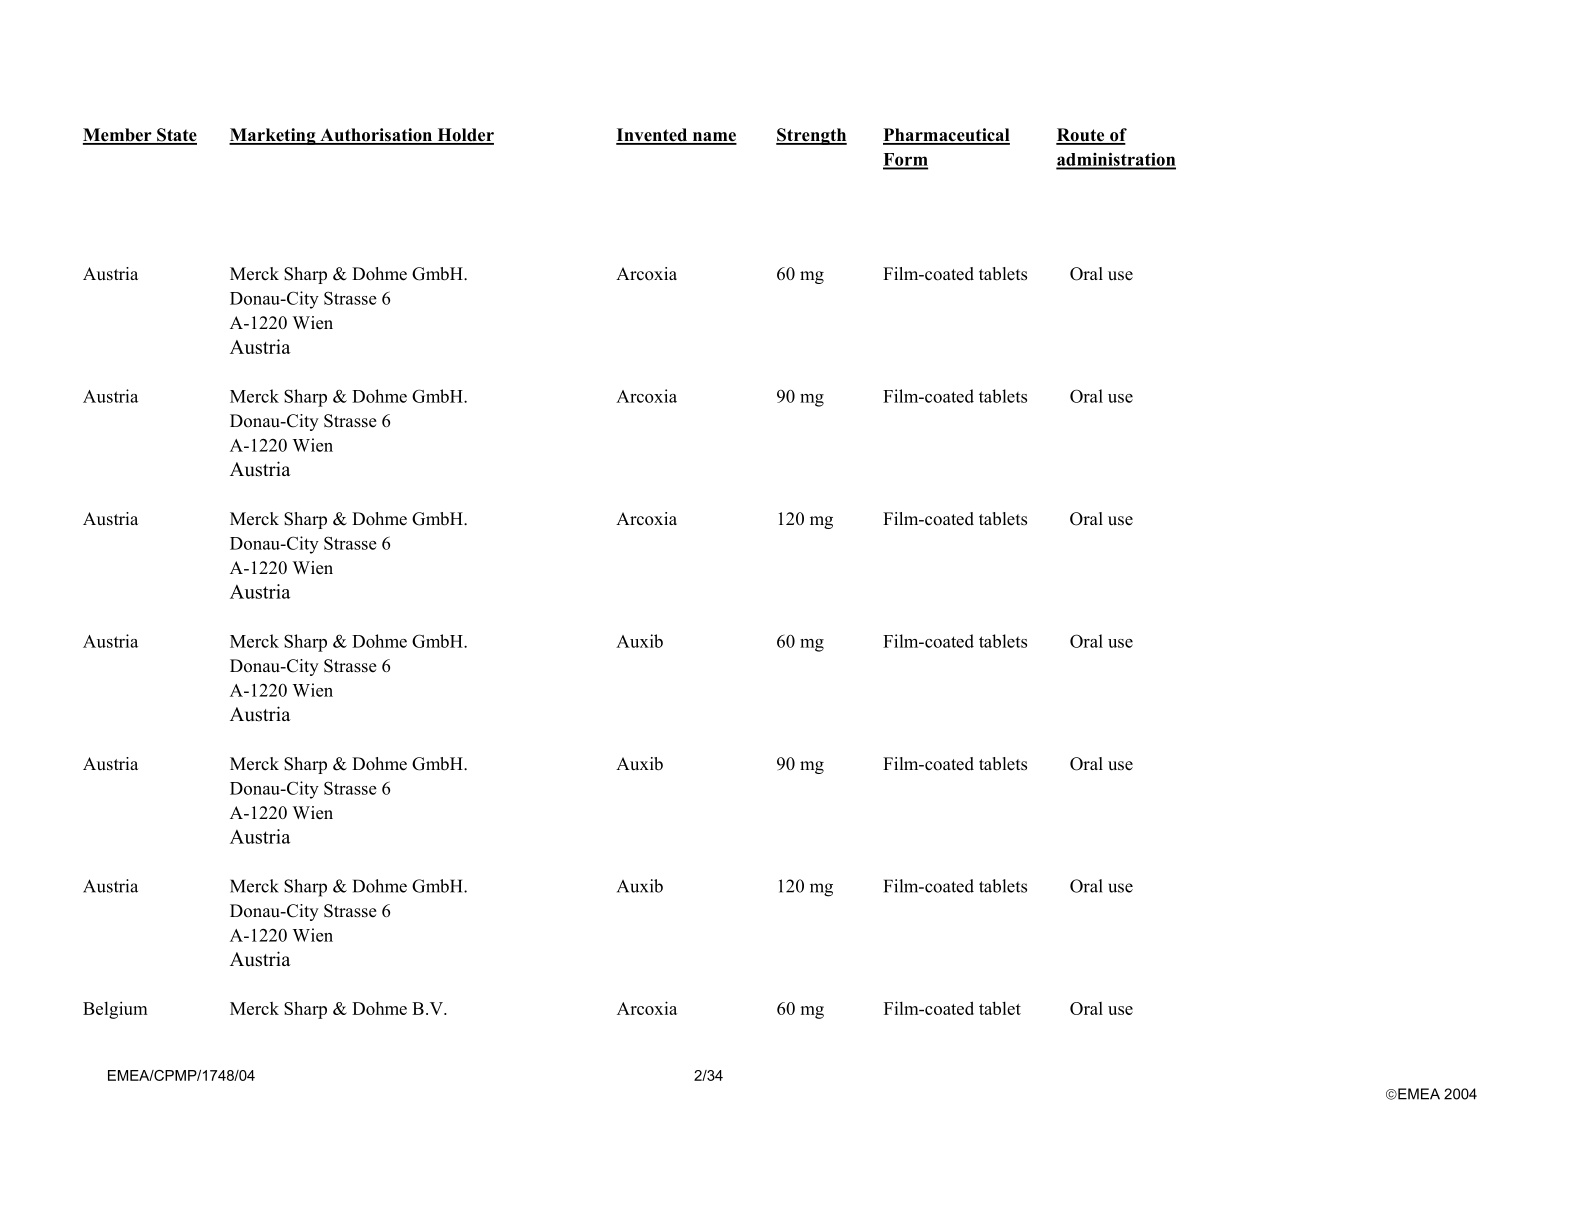 Member State Marketing Authorisation Holder Invented name Strength Pharmaceutical Route of
Form administration
Austria Merck Sharp & Dohme GmbH. Arcoxia 60 mg Film-coated tablets Oral use
Donau-City Strasse 6
A-1220 Wien
Austria
Austria Merck Sharp & Dohme GmbH. Arcoxia 90 mg Film-coated tablets Oral use
Donau-City Strasse 6
A-1220 Wien
Austria
Austria Merck Sharp & Dohme GmbH. Arcoxia 120 mg Film-coated tablets Oral use
Donau-City Strasse 6
A-1220 Wien
Austria
Austria Merck Sharp & Dohme GmbH. Auxib 60 mg Film-coated tablets Oral use
Donau-City Strasse 6
A-1220 Wien
Austria
Austria Merck Sharp & Dohme GmbH. Auxib 90 mg Film-coated tablets Oral use
Donau-City Strasse 6
A-1220 Wien
Austria
Austria Merck Sharp & Dohme GmbH. Auxib 120 mg Film-coated tablets Oral use
Donau-City Strasse 6
A-1220 Wien
Austria
Belgium Merck Sharp & Dohme B.V. Arcoxia 60 mg Film-coated tablet Oral use
EMEA/CPMP/1748/04 2/34
©EMEA 2004